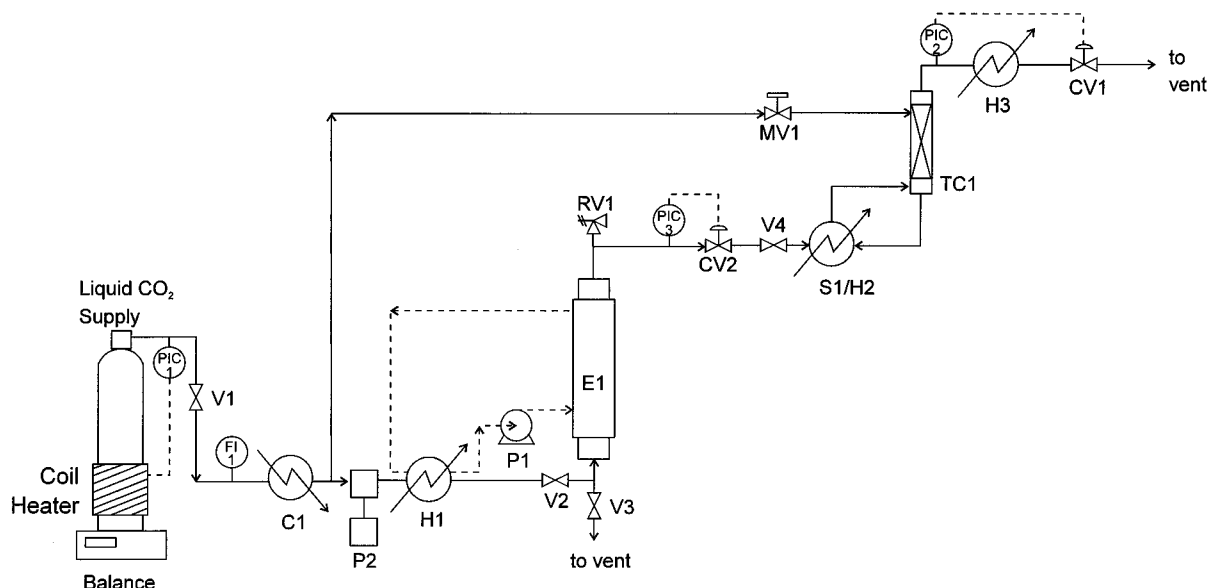 PIC
2
to
vent
CV1
H3
MV1
TC1
RV1
PIC
3
V4
CV2
S1/H2
Liquid CO₂
Supply
PIC
1
V1
E1
FI
1
P1
Coil
Heater
C1
H1
V2
V3
P2
to vent
Balance